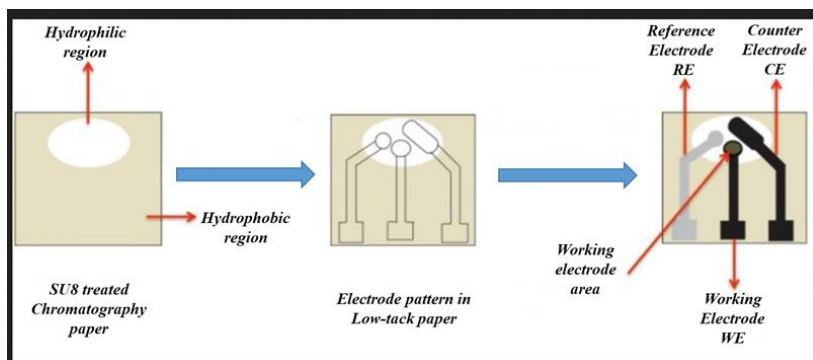 Hydrophilic
region
Hydrophobic
region
SU8 treated
Chromatography
paper
Electrode pattern in
Low-tack paper
Reference
Electrode
RE
Counter
Electrode
CE
Working
electrode
area
Working
Electrode
WE